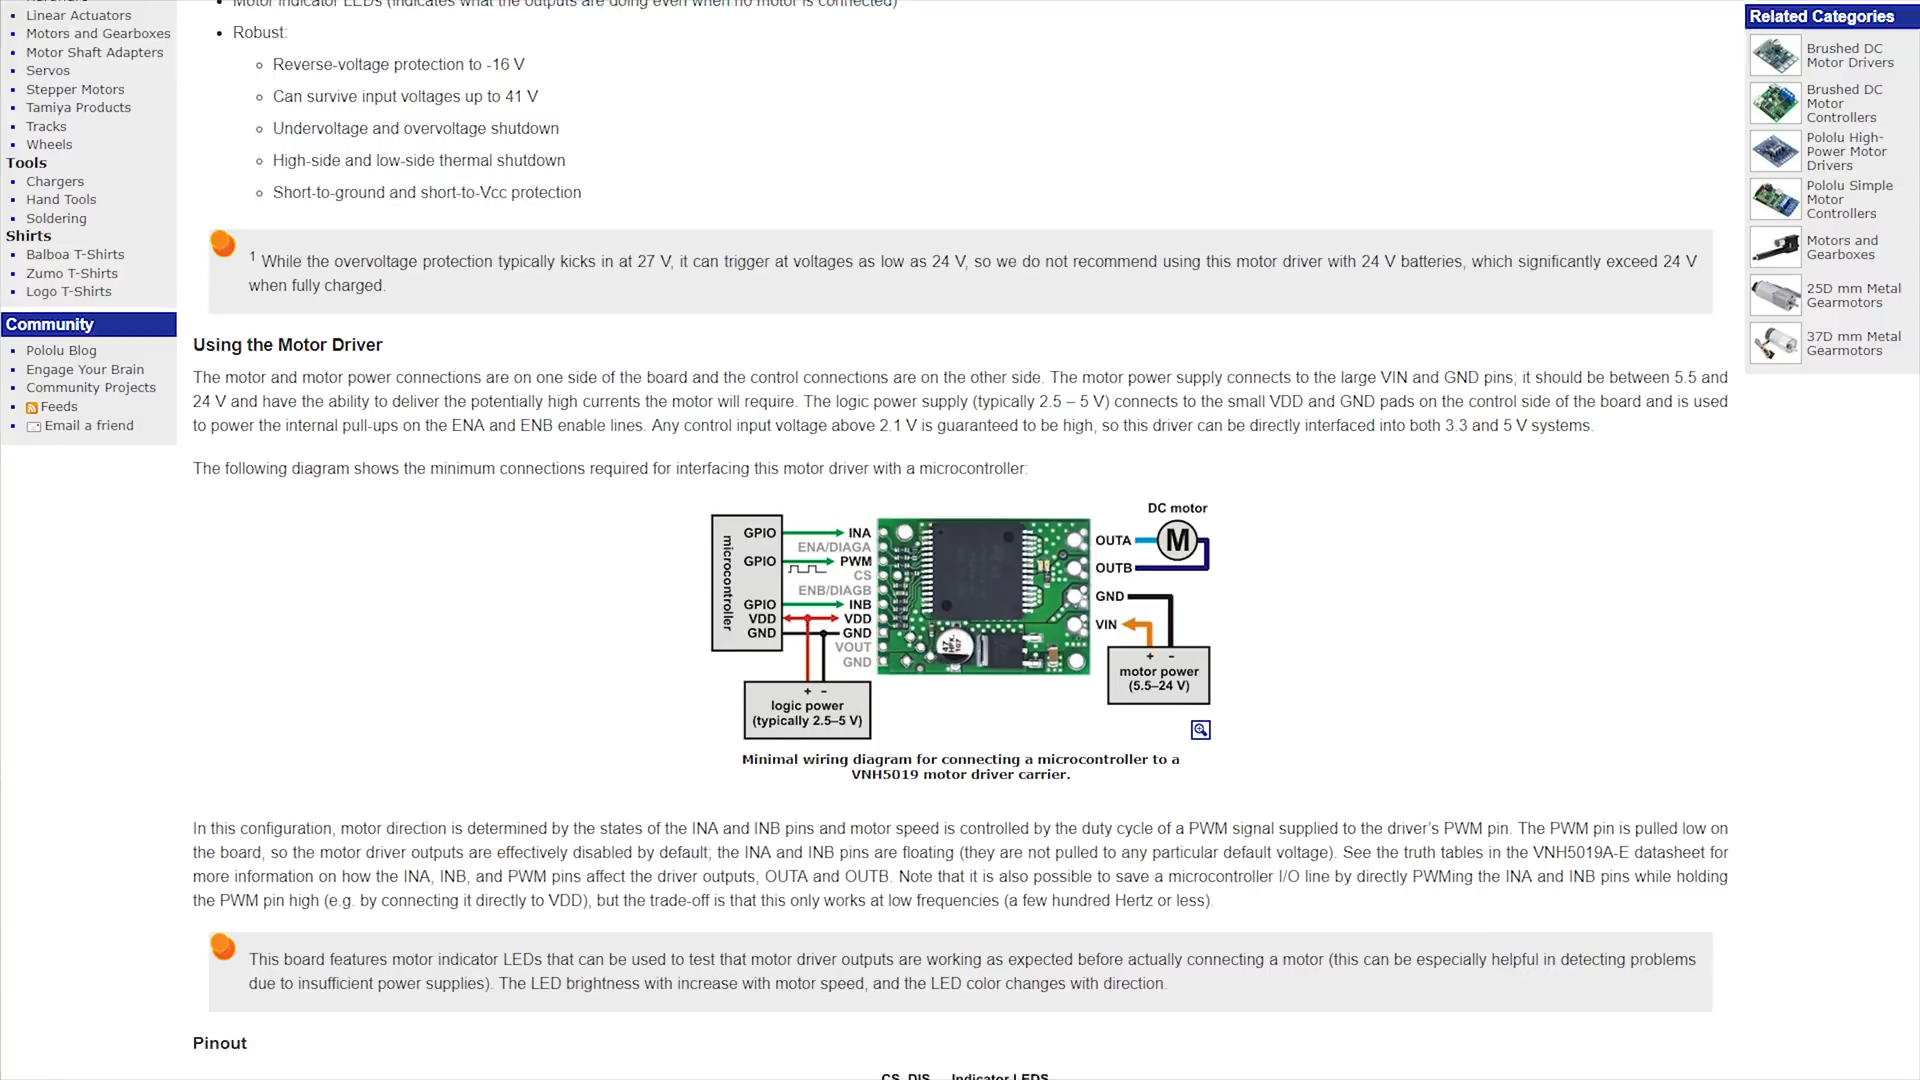 Linear Actuators
Motors and Gearboxes
Motor Shaft Adapters
Servos
Stepper Motors
Tamiya Products
Tracks
Wheels
Tools
Chargers
Hand Tools
Soldering
Shirts
Balboa T-Shirts
Zumo T-Shirts
Logo T-Shirts
Community
Pololu Blog
Engage Your Brain
Community Projects
Feeds
Email a friend
Motor indicator LEDs (indicates what the outputs are doing even when no motor is connected)
Robust:
Reverse-voltage protection to -16 V
Can survive input voltages up to 41 V
Undervoltage and overvoltage shutdown
High-side and low-side thermal shutdown
Short-to-ground and short-to-Vcc protection
1 While the overvoltage protection typically kicks in at 27 V, it can trigger at voltages as low as 24 V, so we do not recommend using this motor driver with 24 V batteries, which significantly exceed 24 V
when fully charged.
Using the Motor Driver
The motor and motor power connections are on one side of the board and the control connections are on the other side. The motor power supply connects to the large VIN and GND pins; it should be between 5.5 and
24 V and have the ability to deliver the potentially high currents the motor will require. The logic power supply (typically 2.5 – 5 V) connects to the small VDD and GND pads on the control side of the board and is used
to power the internal pull-ups on the ENA and ENB enable lines. Any control input voltage above 2.1 V is guaranteed to be high, so this driver can be directly interfaced into both 3.3 and 5 V systems.
The following diagram shows the minimum connections required for interfacing this motor driver with a microcontroller:
microcontroller
GPIO
GPIO
GPIO
VDD
GND
INA
ENA/DIAGA
PWM
CS
ENB/DIAGB
INB
VDD
GND
VOUT
GND
+ –
logic power
(typically 2.5–5 V)
DC motor
M
OUTA
OUTB
GND
VIN
+ –
motor power
(5.5–24 V)
Minimal wiring diagram for connecting a microcontroller to a
VNH5019 motor driver carrier.
In this configuration, motor direction is determined by the states of the INA and INB pins and motor speed is controlled by the duty cycle of a PWM signal supplied to the driver's PWM pin. The PWM pin is pulled low on
the board, so the motor driver outputs are effectively disabled by default; the INA and INB pins are floating (they are not pulled to any particular default voltage). See the truth tables in the VNH5019A-E datasheet for
more information on how the INA, INB, and PWM pins affect the driver outputs, OUTA and OUTB. Note that it is also possible to save a microcontroller I/O line by directly PWMing the INA and INB pins while holding
the PWM pin high (e.g. by connecting it directly to VDD), but the trade-off is that this only works at low frequencies (a few hundred Hertz or less).
This board features motor indicator LEDs that can be used to test that motor driver outputs are working as expected before actually connecting a motor (this can be especially helpful in detecting problems
due to insufficient power supplies). The LED brightness with increase with motor speed, and the LED color changes with direction.
Pinout
CS_DIS Indicator LEDS
Related Categories
Brushed DC
Motor Drivers
Brushed DC
Motor
Controllers
Pololu High-
Power Motor
Drivers
Pololu Simple
Motor
Controllers
Motors and
Gearboxes
25D mm Metal
Gearmotors
37D mm Metal
Gearmotors